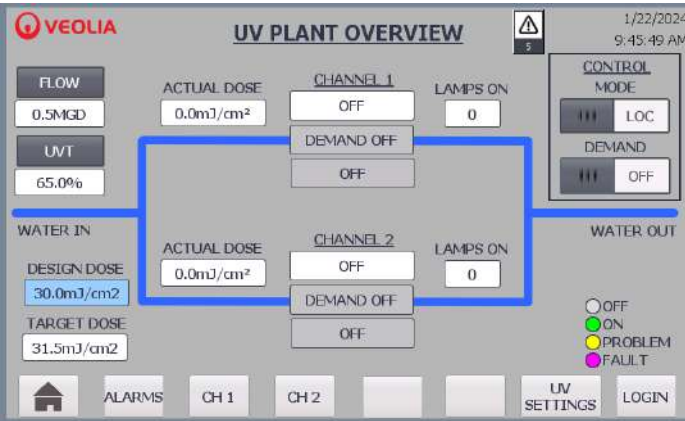 VEOLIA
UV PLANT OVERVIEW
5
1/22/2024
9:45:49 AM
FLOW
0.5MGD
UVT
65.0%
ACTUAL DOSE
0.0mJ/cm²
CHANNEL 1
OFF
DEMAND OFF
OFF
LAMPS ON
0
CONTROL
MODE
LOC
DEMAND
OFF
WATER IN
WATER OUT
DESIGN DOSE
30.0mJ/cm2
TARGET DOSE
31.5mJ/cm2
ACTUAL DOSE
0.0mJ/cm²
CHANNEL 2
OFF
DEMAND OFF
OFF
LAMPS ON
0
OFF
ON
PROBLEM
FAULT
ALARMS
CH 1
CH 2
UV
SETTINGS
LOGIN